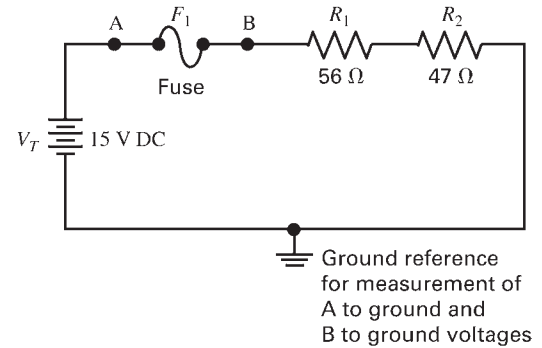 A
F1
B
R1
R2
Fuse
56 Ω
47 Ω
VT
15 V DC
Ground reference
for measurement of
A to ground and
B to ground voltages